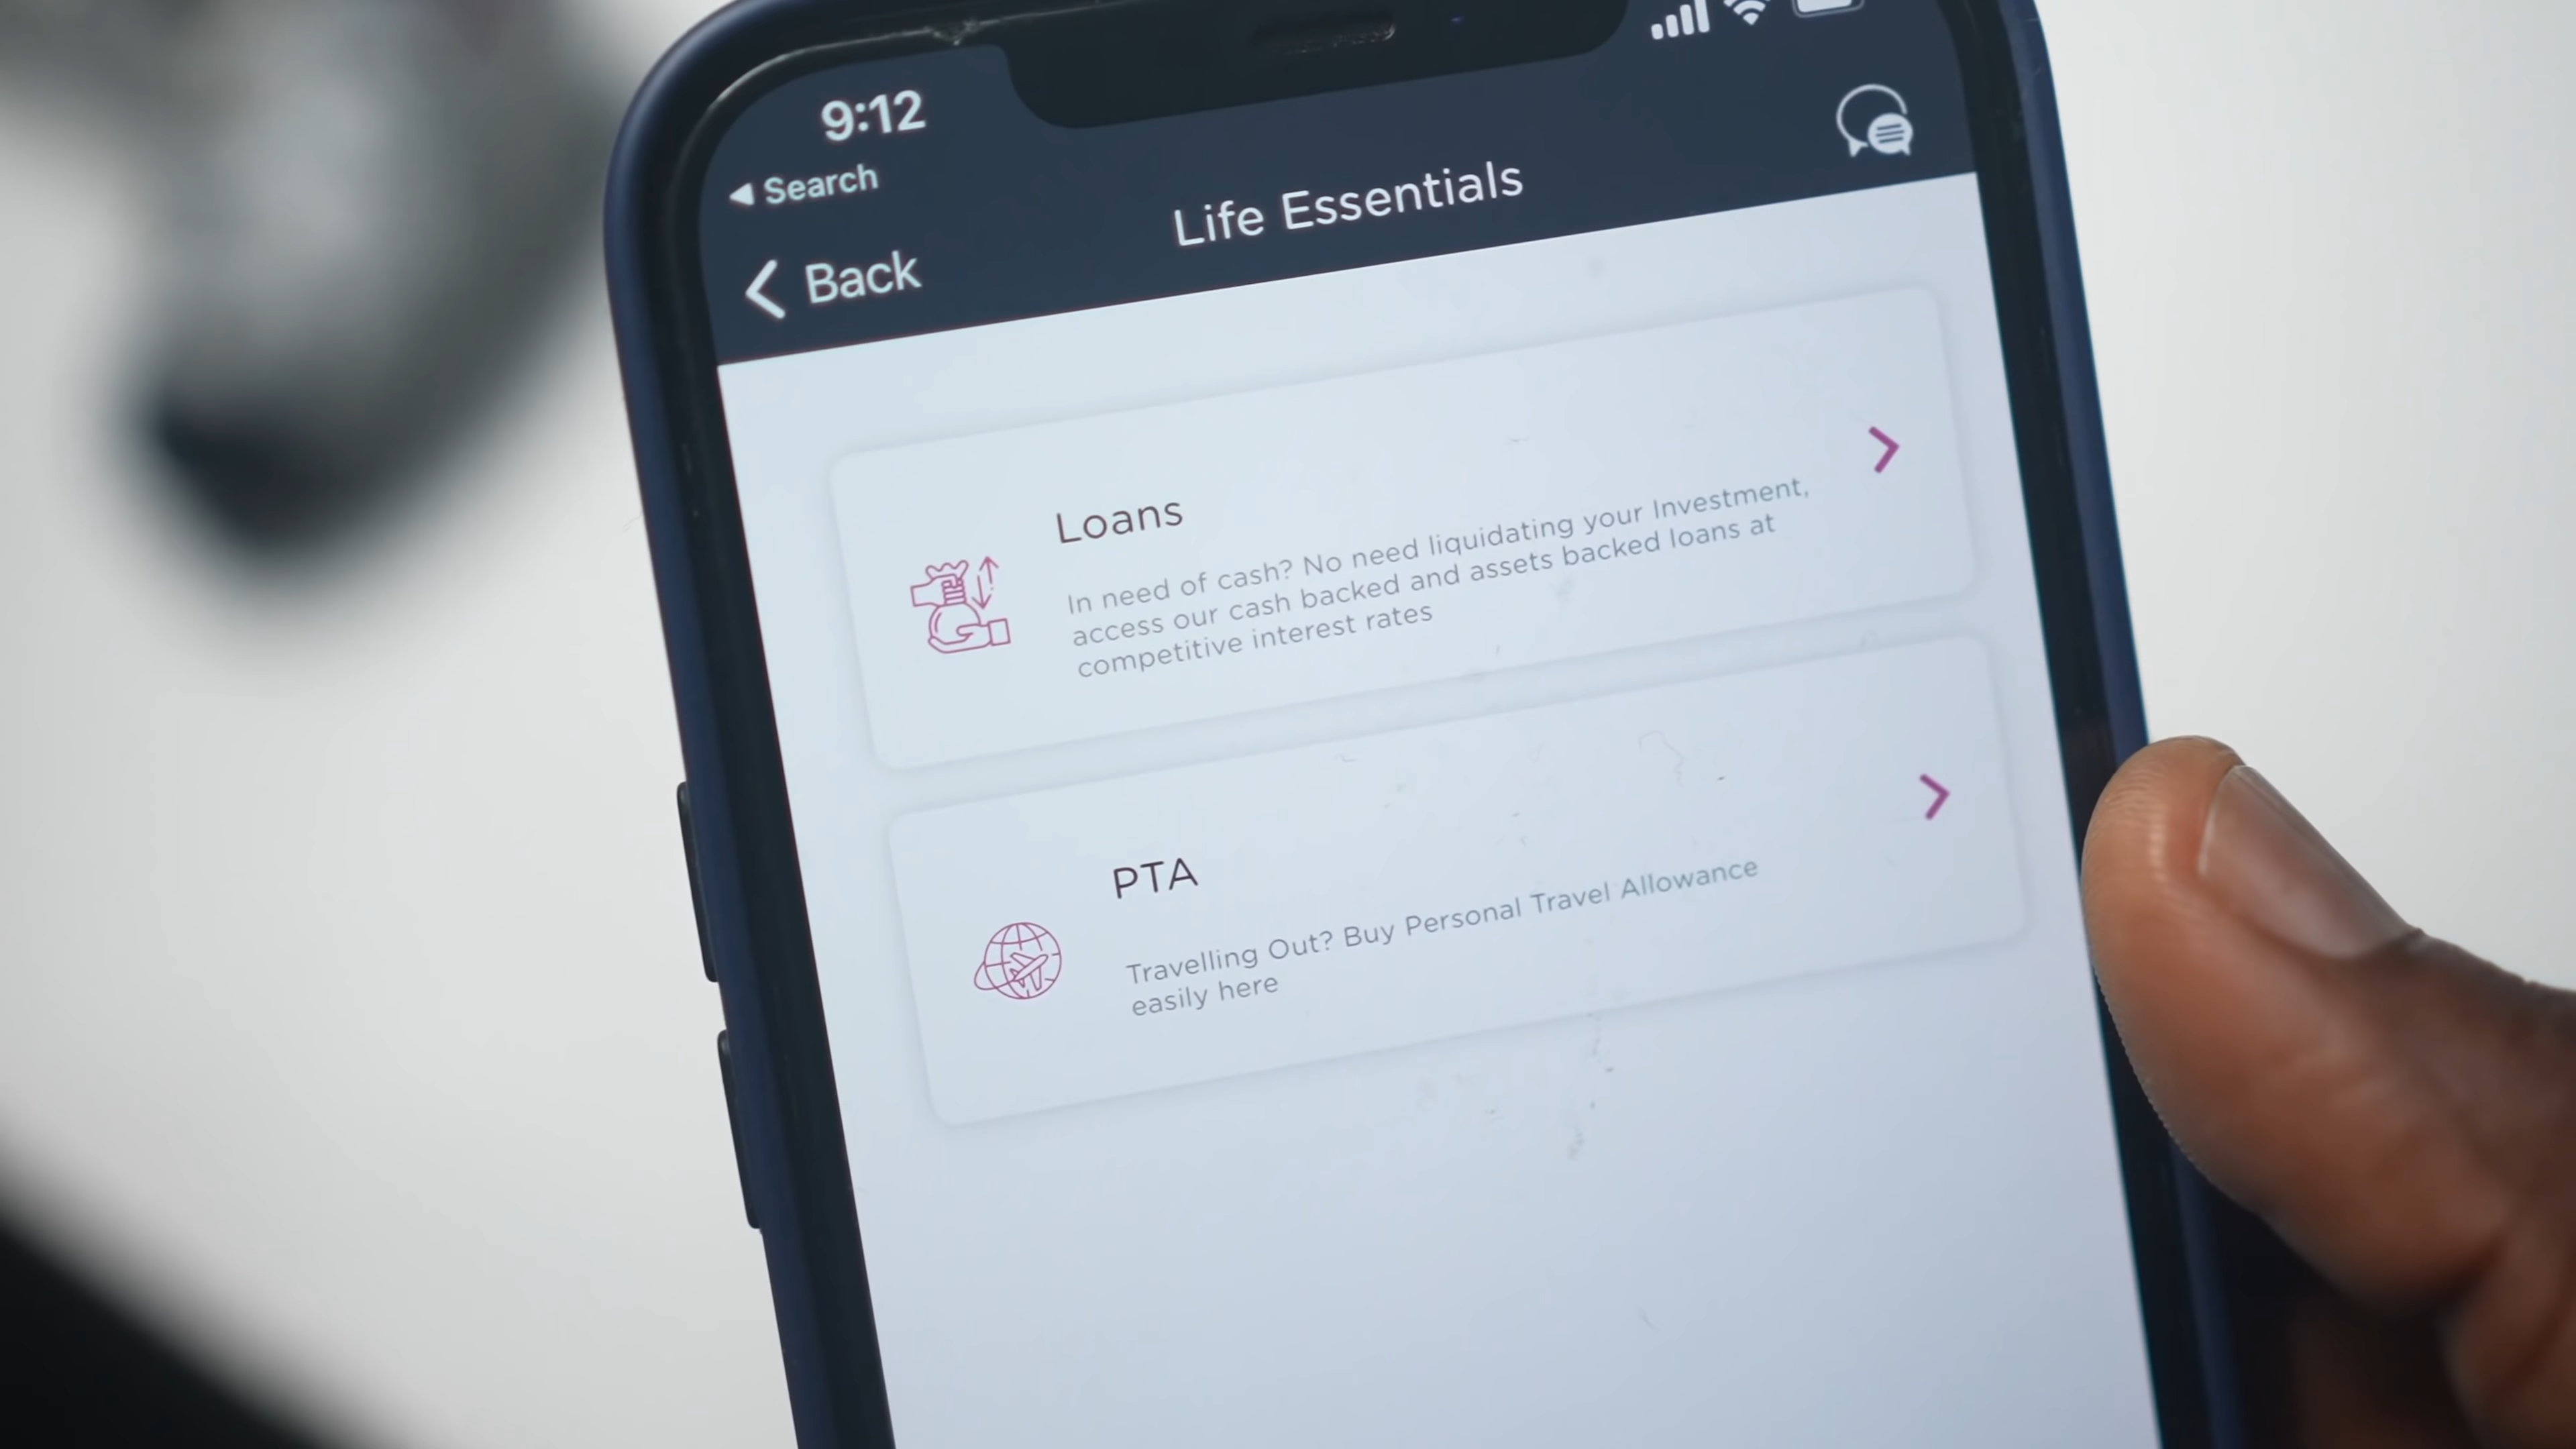 9:12
Search
Back
Life Essentials
Loans
In need of cash? No need liquidating your Investment,
access our cash backed and assets backed loans at
competitive interest rates
PTA
Travelling Out? Buy Personal Travel Allowance
easily here